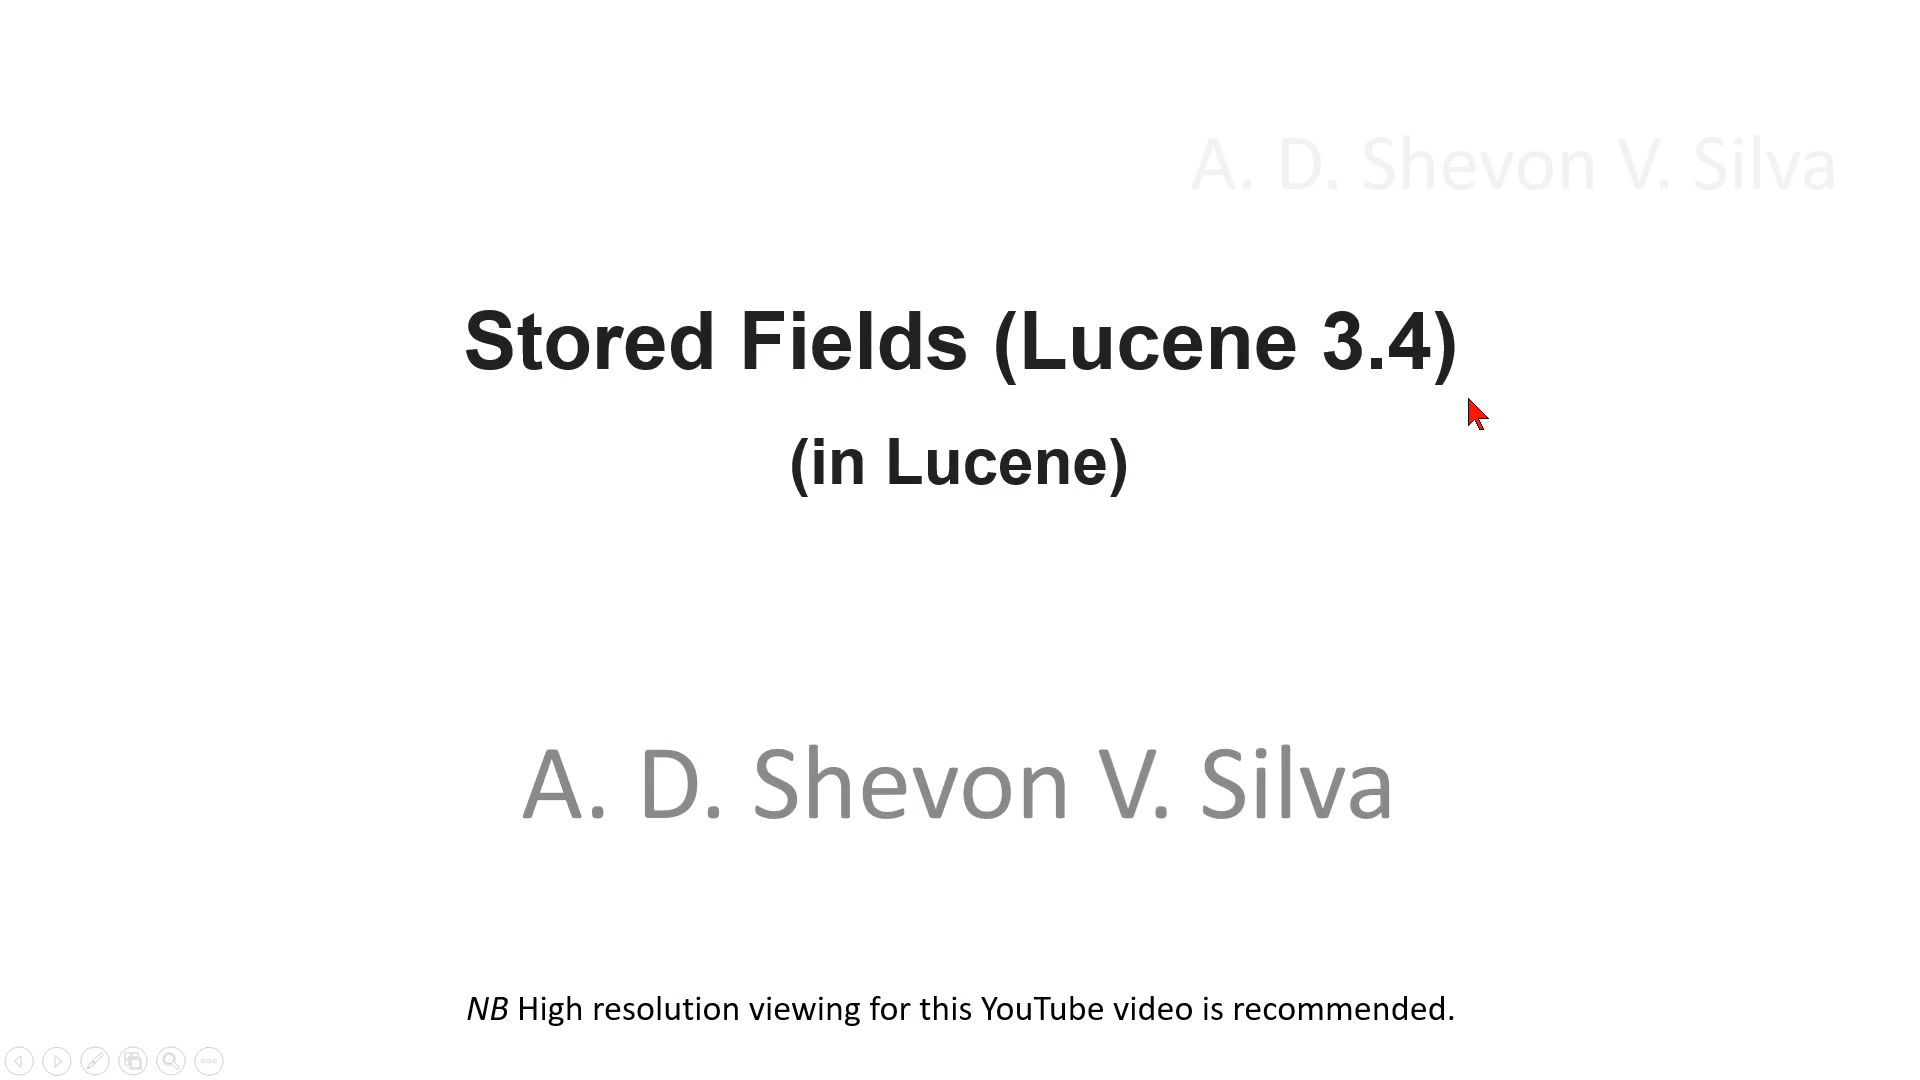 A. D. Shevon V. Silva
Stored Fields (Lucene 3.4)
(in Lucene)
A. D. Shevon V. Silva
NB High resolution viewing for this YouTube video is recommended.